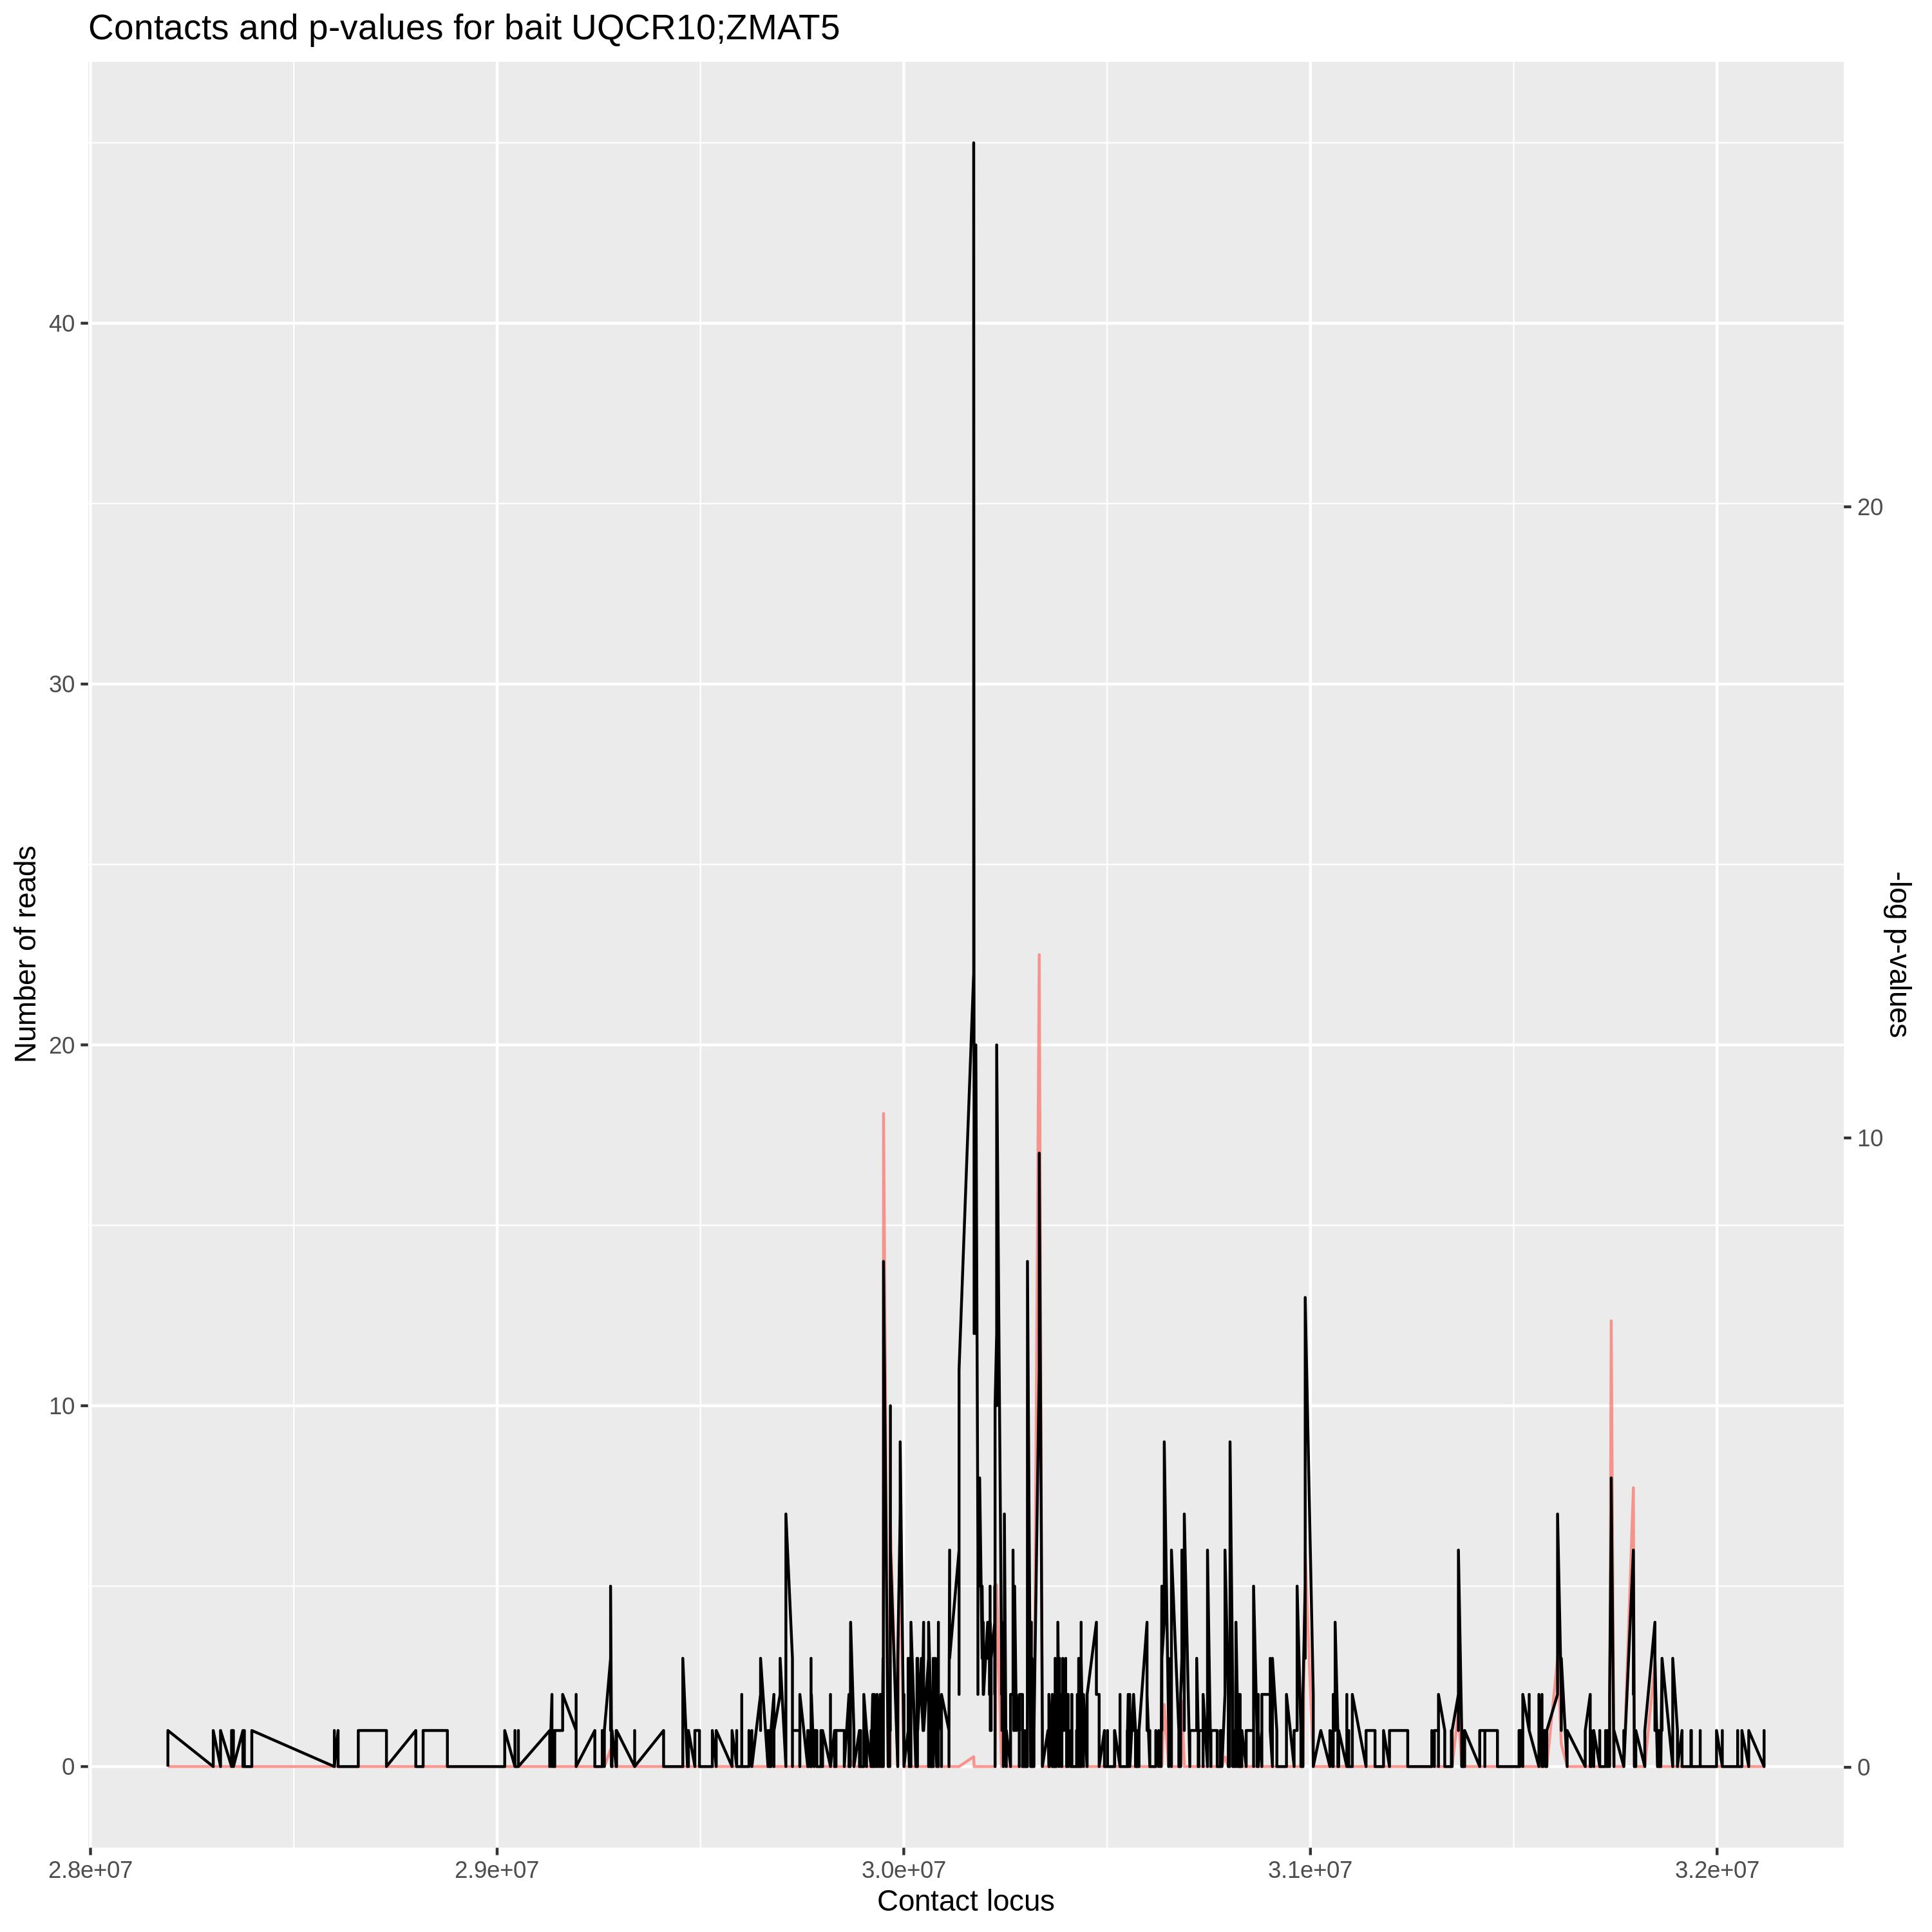 Contacts and p-values for bait UQCR10;ZMAT5
40
30
20
10
0
Number of reads
20
10
0
-log p-values
2.8e+07
2.9e+07
3.0e+07
3.1e+07
3.2e+07
Contact locus